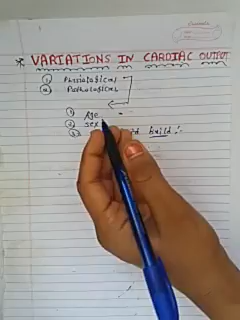 * VARIATIONS IN CARDIAC OUTPUT
① Physiological
② Pathological
① Age -
② Sex
③ build :